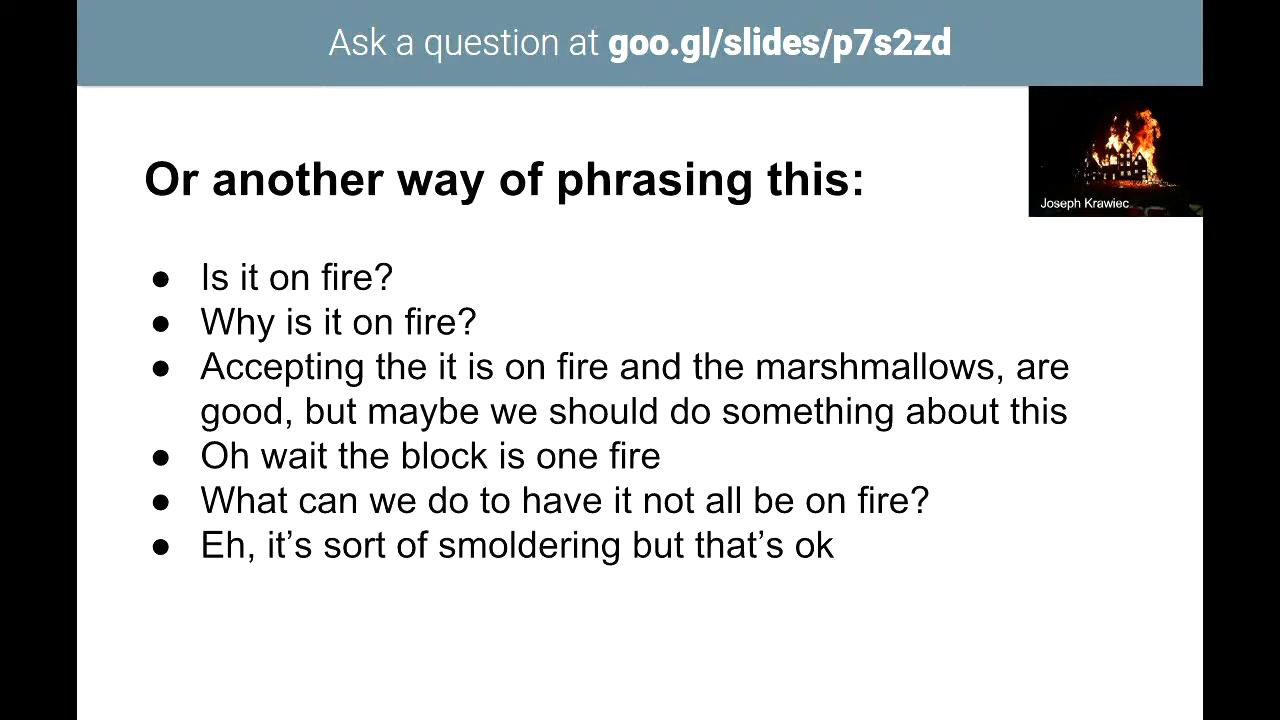 Ask a question at goo.gl/slides/p7s2zd
Joseph Krawiec
Or another way of phrasing this:
● Is it on fire?
● Why is it on fire?
● Accepting the it is on fire and the marshmallows, are
good, but maybe we should do something about this
● Oh wait the block is one fire
● What can we do to have it not all be on fire?
● Eh, it’s sort of smoldering but that’s ok